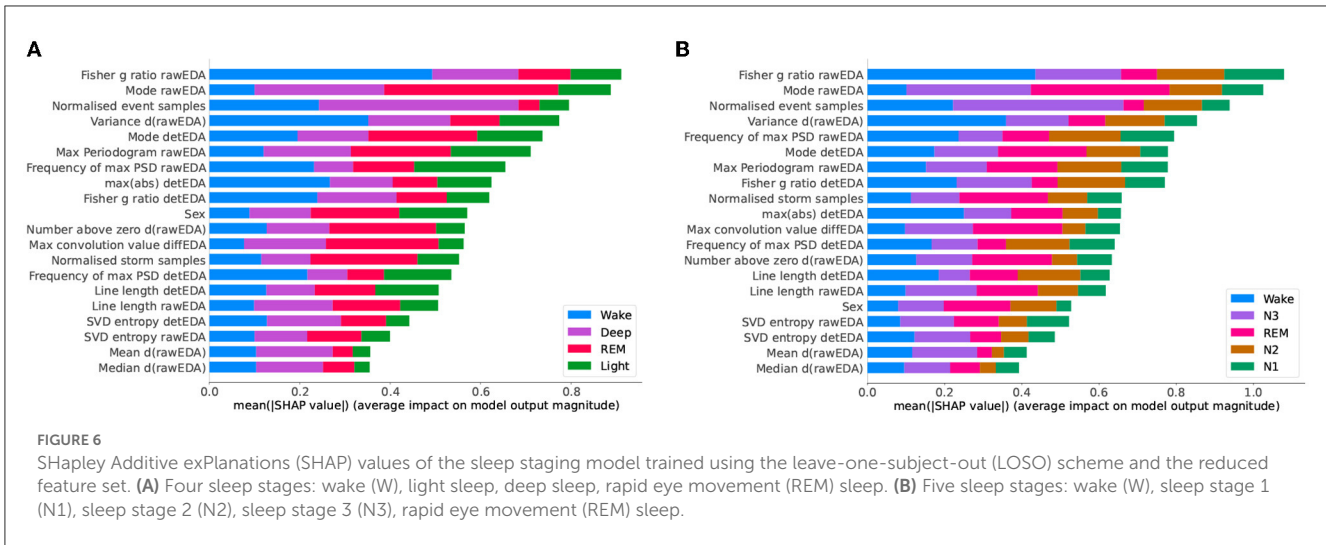 A
Fisher g ratio rawEDA
Mode rawEDA
Normalised event samples
Variance d(rawEDA)
Mode detEDA
Max Periodogram rawEDA
Frequency of max PSD rawEDA
max(abs) detEDA
Fisher g ratio detEDA
Sex
Number above zero d(rawEDA)
Max convolution value diffEDA
Normalised storm samples
Frequency of max PSD detEDA
Line length detEDA
Line length rawEDA
SVD entropy detEDA
SVD entropy rawEDA
Mean d(rawEDA)
Median d(rawEDA)
Wake
Deep
REM
Light
0.0 0.2 0.4 0.6 0.8
mean(|SHAP value|) (average impact on model output magnitude)
B
Fisher g ratio rawEDA
Mode rawEDA
Normalised event samples
Variance d(rawEDA)
Frequency of max PSD rawEDA
Mode detEDA
Max Periodogram rawEDA
Fisher g ratio detEDA
Normalised storm samples
max(abs) detEDA
Max convolution value diffEDA
Frequency of max PSD detEDA
Number above zero d(rawEDA)
Line length detEDA
Line length rawEDA
Sex
SVD entropy rawEDA
SVD entropy detEDA
Mean d(rawEDA)
Median d(rawEDA)
Wake
N3
REM
N2
N1
0.0 0.2 0.4 0.6 0.8 1.0
mean(|SHAP value|) (average impact on model output magnitude)
FIGURE 6
SHapley Additive exPlanations (SHAP) values of the sleep staging model trained using the leave-one-subject-out (LOSO) scheme and the reduced
feature set. (A) Four sleep stages: wake (W), light sleep, deep sleep, rapid eye movement (REM) sleep. (B) Five sleep stages: wake (W), sleep stage 1
(N1), sleep stage 2 (N2), sleep stage 3 (N3), rapid eye movement (REM) sleep.